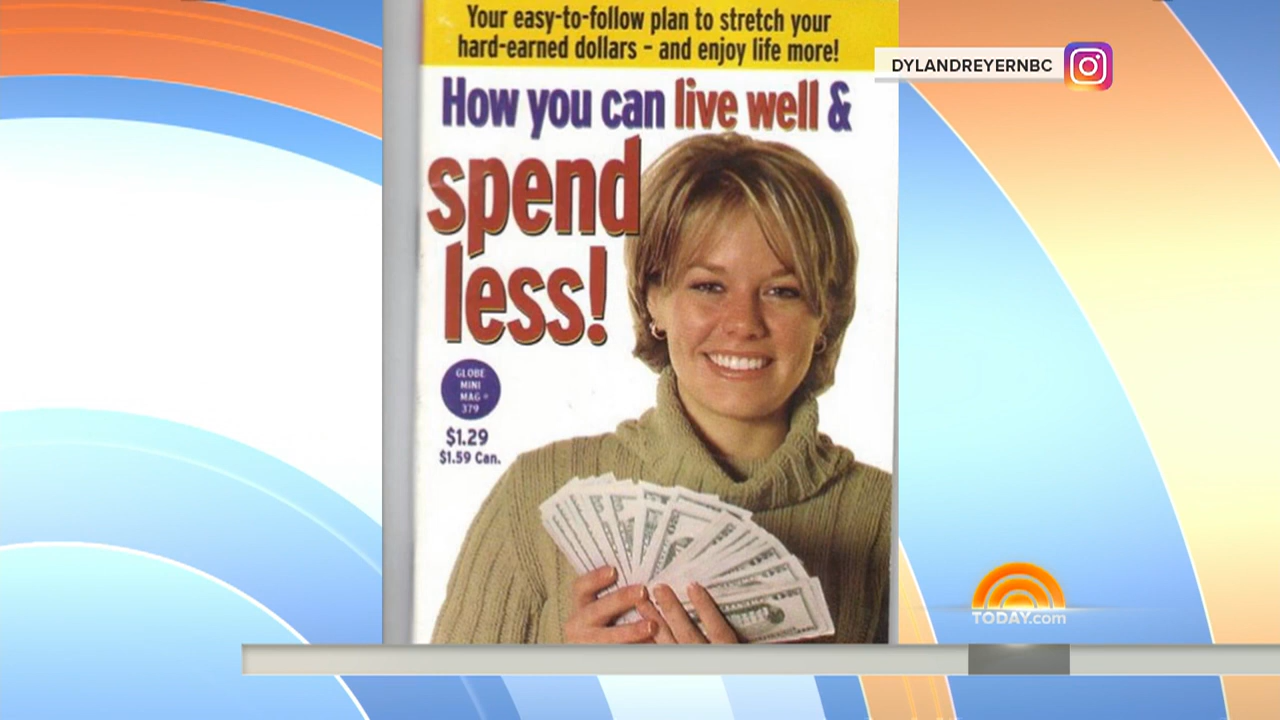 Your easy-to-follow plan to stretch your
hard-earned dollars – and enjoy life more!
DYLANDREYERNBC
How you can live well &
spend
less!
GLOBE
MINI
MAG ®
379
$1.29
$1.59 Can.
TODAY.com